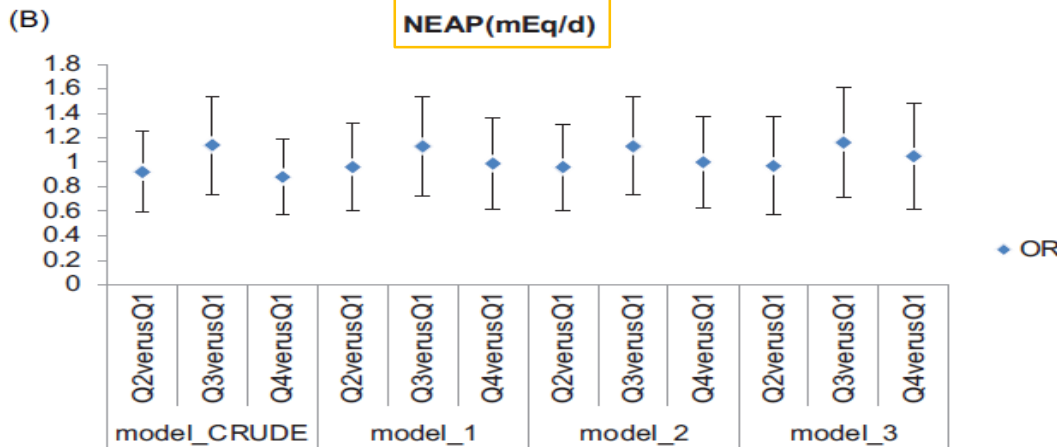 (B)
NEAP(mEq/d)
1.8
1.6
1.4
1.2
1
0.8
0.6
0.4
0.2
0
OR
Q2verusQ1
Q3verusQ1
Q4verusQ1
Q2verusQ1
Q3verusQ1
Q4verusQ1
Q2verusQ1
Q3verusQ1
Q4verusQ1
Q2verusQ1
Q3verusQ1
Q4verusQ1
model_CRUDE model_1 model_2 model_3